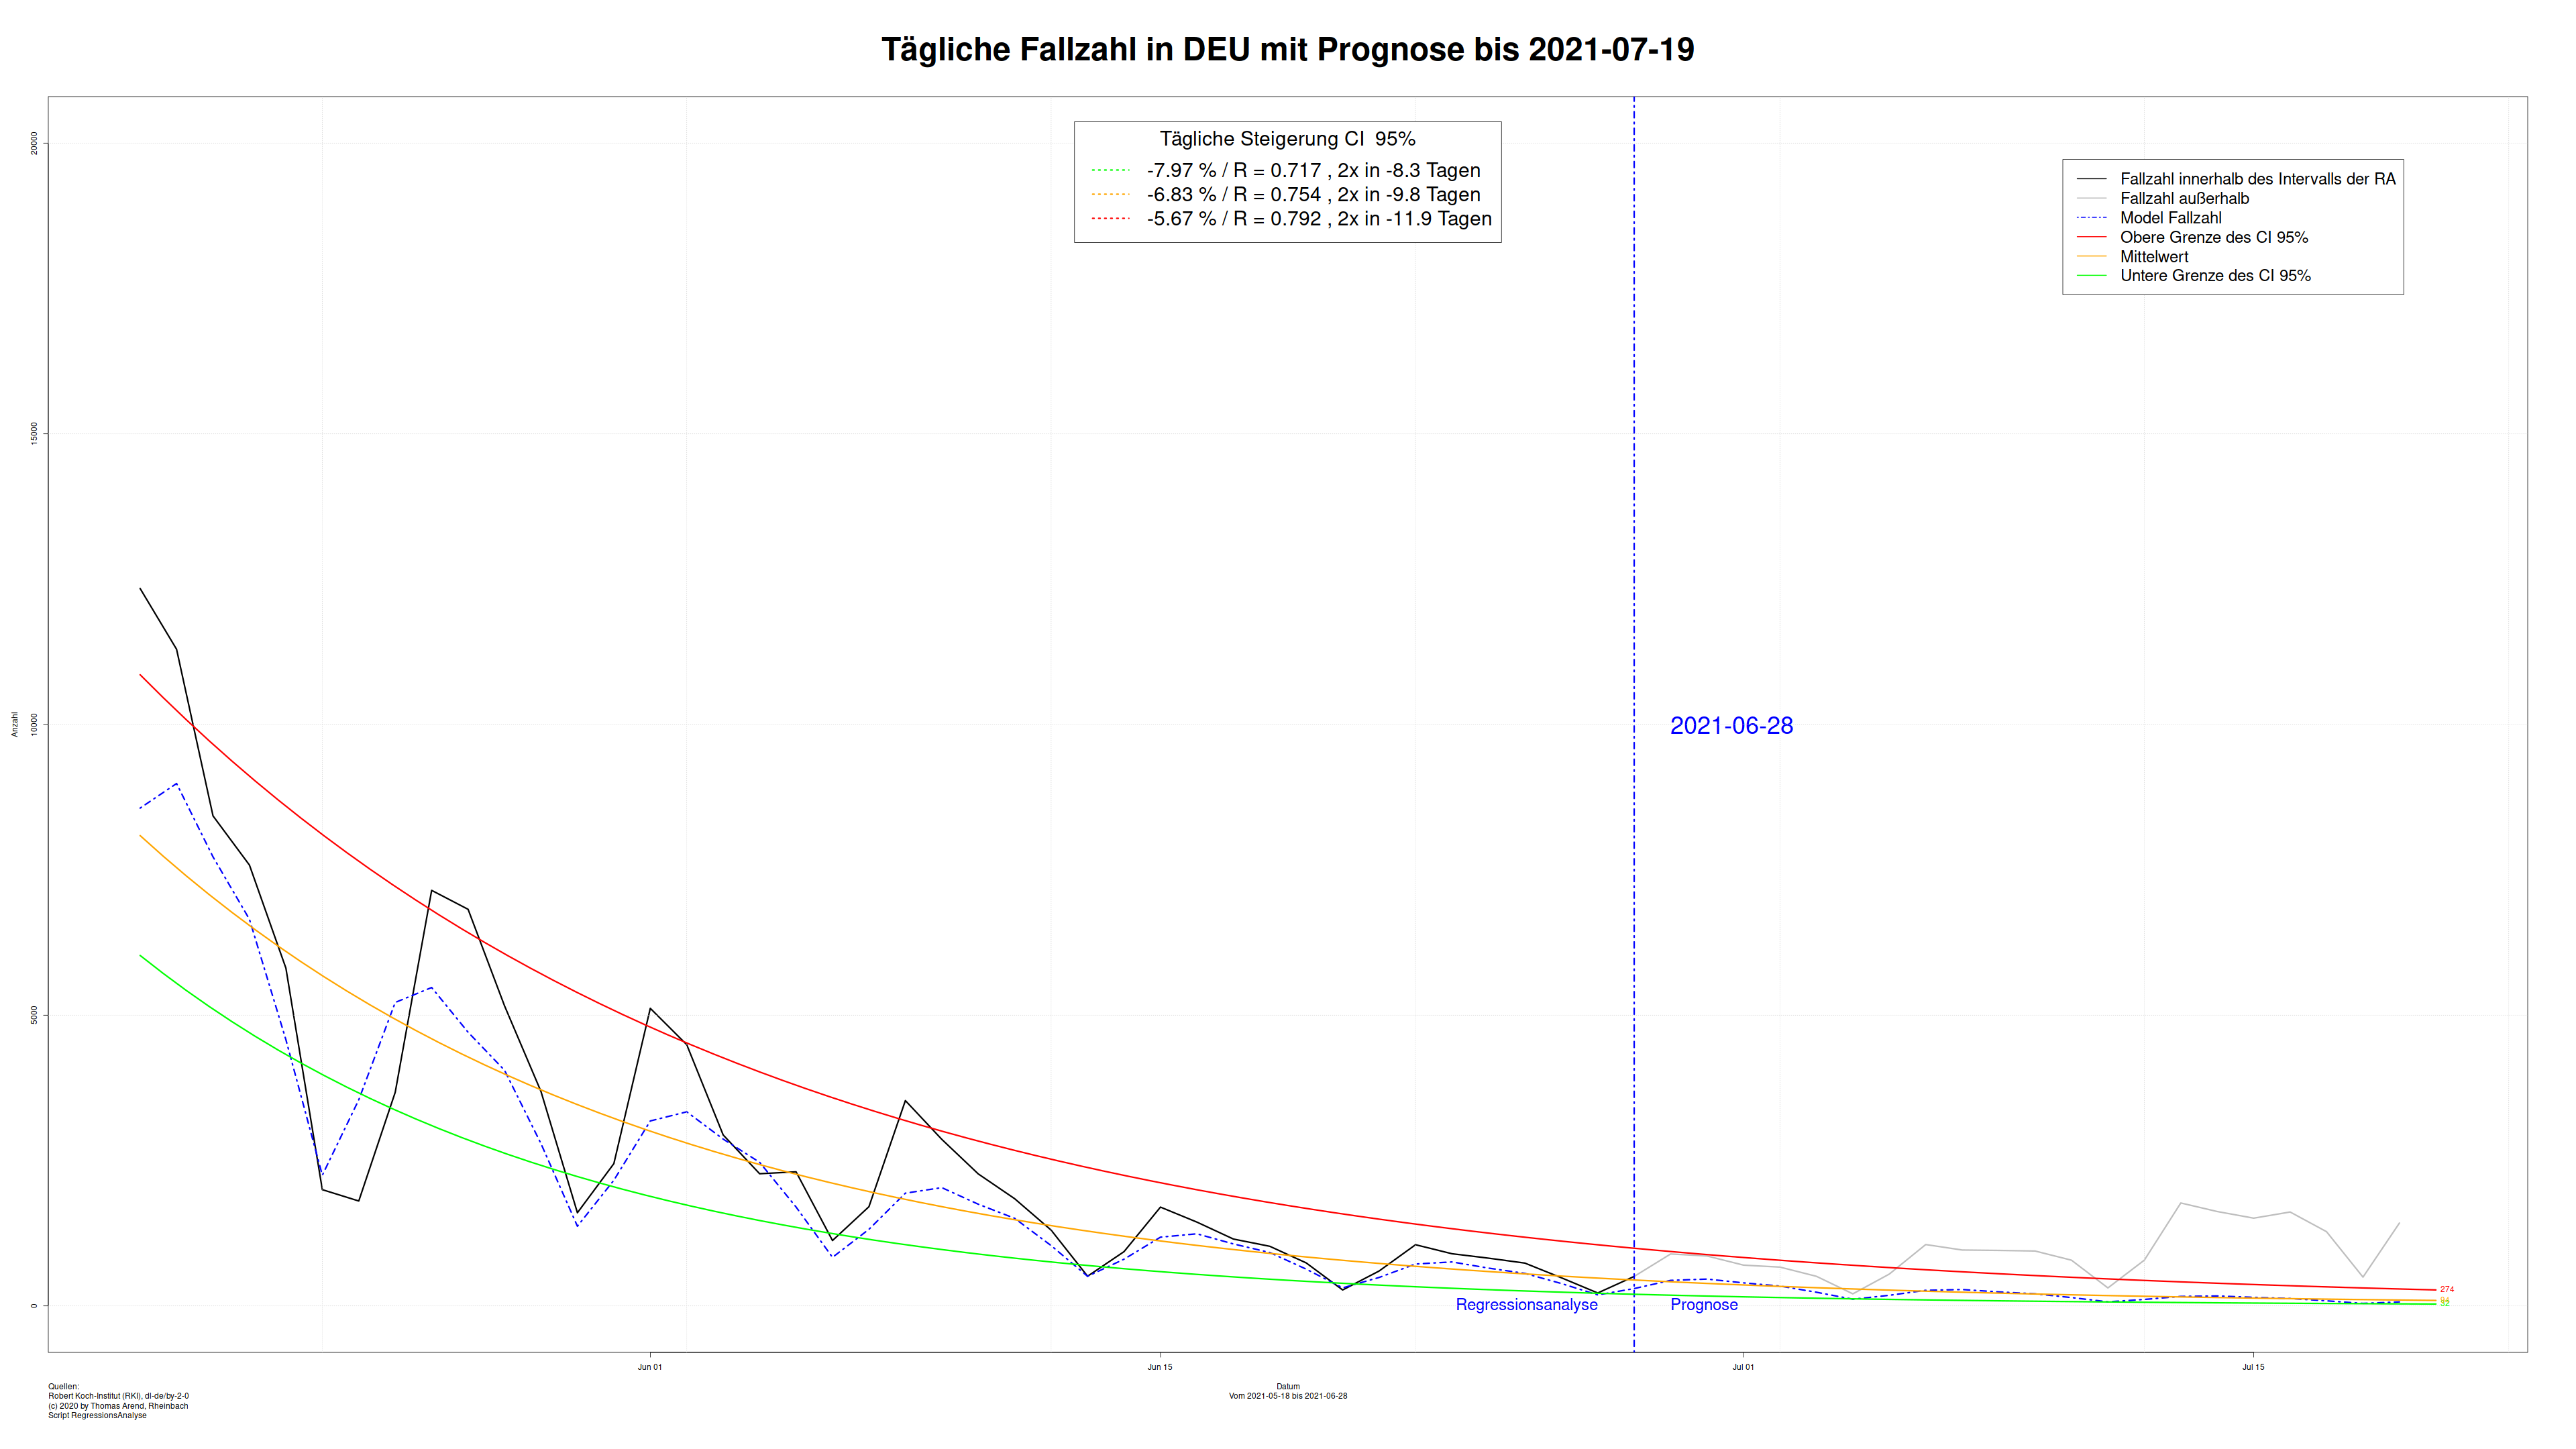 Tägliche Fallzahl in DEU mit Prognose bis 2021-07-19
Tägliche Steigerung CI 95%
-7.97 % / R = 0.717 , 2x in -8.3 Tagen
-6.83 % / R = 0.754 , 2x in -9.8 Tagen
-5.67 % / R = 0.792 , 2x in -11.9 Tagen
Fallzahl innerhalb des Intervalls der RA
Fallzahl außerhalb
Model Fallzahl
Obere Grenze des CI 95%
Mittelwert
Untere Grenze des CI 95%
20000
15000
10000
5000
0
Anzahl
2021-06-28
Regressionsanalyse
Prognose
274
Jun 01
Jun 15
Jul 01
Jul 15
Datum
Vom 2021-05-18 bis 2021-06-28
Quellen:
Robert Koch-Institut (RKI), dl-de/by-2-0
(c) 2020 by Thomas Arend, Rheinbach
Script RegressionsAnalyse